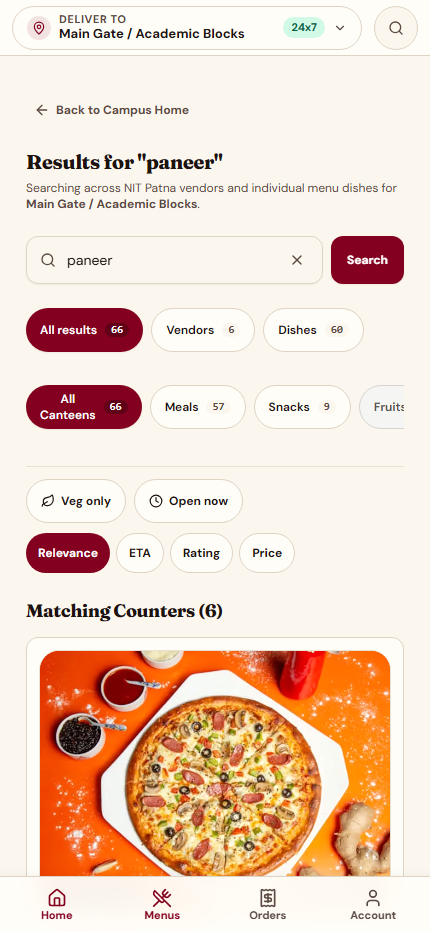 DELIVER TO
Main Gate / Academic Blocks
24x7
Back to Campus Home
Results for "paneer"
Searching across NIT Patna vendors and individual menu dishes for
Main Gate / Academic Blocks.
paneer
Search
All results 66
Vendors 6
Dishes 60
All
Canteens 66
Meals 57
Snacks 9
Fruits
Veg only
Open now
Relevance
ETA
Rating
Price
Matching Counters (6)
Home
Menus
Orders
Account